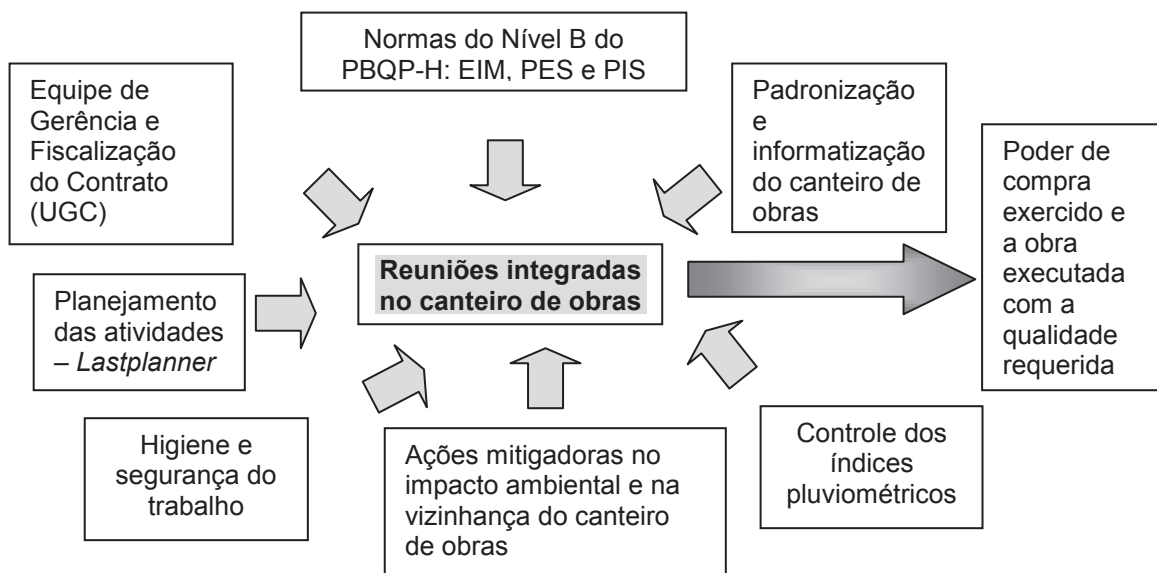 Normas do Nível B do
PBQP-H: EIM, PES e PIS
Equipe de
Gerência e
Fiscalização
do Contrato
(UGC)
Padronização
e
informatização
do canteiro de
obras
Poder de
compra
exercido e
a obra
executada
com a
qualidade
requerida
Reuniões integradas
no canteiro de obras
Planejamento
das atividades
– Lastplanner
Higiene e
segurança do
trabalho
Ações mitigadoras no
impacto ambiental e na
vizinhança do canteiro
de obras
Controle dos
índices
pluviométricos